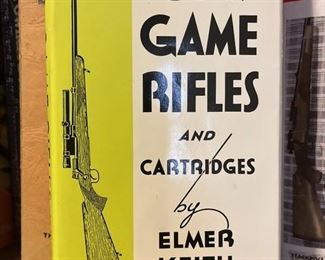 GAME
RIFLES
AND
CARTRIDGES
by
ELMER
KEITH